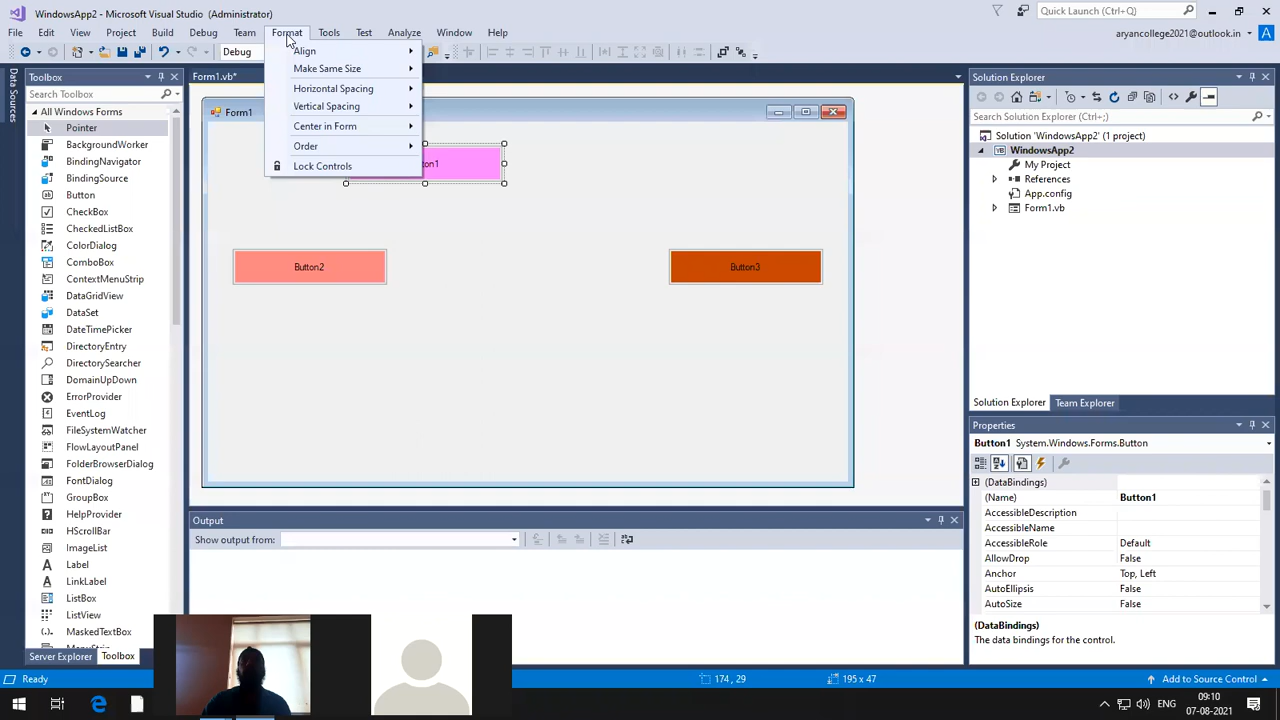 WindowsApp2 - Microsoft Visual Studio (Administrator)
Quick Launch (Ctrl+Q)
File Edit View Project Build Debug Team Format Tools Test Analyze Window Help
aryancollege2021@outlook.in
Debug
Align
Make Same Size
Horizontal Spacing
Vertical Spacing
Center in Form
Order
Lock Controls
Data Sources
Toolbox
Search Toolbox
All Windows Forms
Pointer
BackgroundWorker
BindingNavigator
BindingSource
Button
CheckBox
CheckedListBox
ColorDialog
ComboBox
ContextMenuStrip
DataGridView
DataSet
DateTimePicker
DirectoryEntry
DirectorySearcher
DomainUpDown
ErrorProvider
EventLog
FileSystemWatcher
FlowLayoutPanel
FolderBrowserDialog
FontDialog
GroupBox
HelpProvider
HScrollBar
ImageList
Label
LinkLabel
ListBox
ListView
MaskedTextBox
Server Explorer Toolbox
Form1.vb*
Form1
ton1
Button2
Button3
Output
Show output from:
Solution Explorer
Search Solution Explorer (Ctrl+;)
Solution 'WindowsApp2' (1 project)
VB WindowsApp2
My Project
References
App.config
Form1.vb
Solution Explorer Team Explorer
Properties
Button1 System.Windows.Forms.Button
(DataBindings)
(Name) Button1
AccessibleDescription
AccessibleName
AccessibleRole Default
AllowDrop False
Anchor Top, Left
AutoEllipsis False
AutoSize False
(DataBindings)
The data bindings for the control.
Ready
174 , 29
195 x 47
Add to Source Control
ENG
09:10
07-08-2021